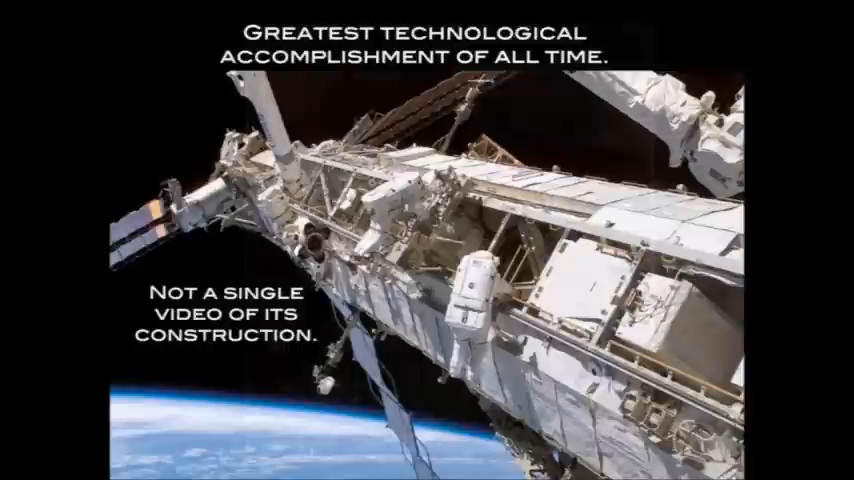 Greatest technological
accomplishment of all time.
Not a single
video of its
construction.